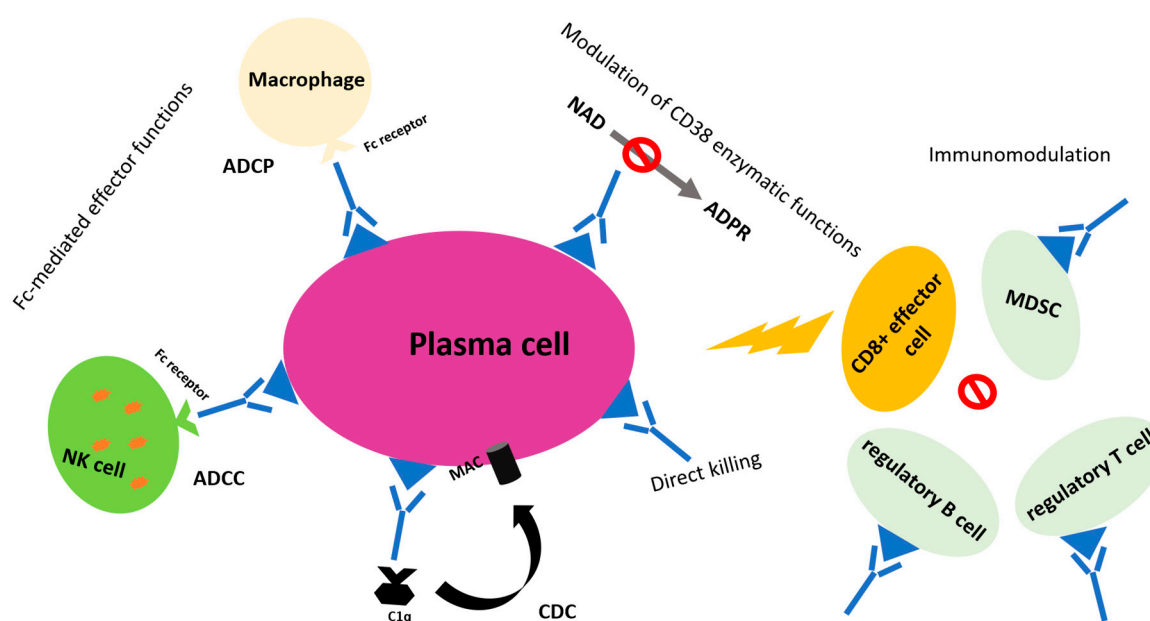 Macrophage
Fc receptor
ADCP
Fc-mediated effector functions
Modulation of CD38 enzymatic functions
NAD
ADPR
Immunomodulation
MDSC
CD8+ effector
cell
Plasma cell
Fc receptor
NK cell
ADCC
MAC
Direct killing
regulatory B cell
regulatory T cell
C1q
CDC